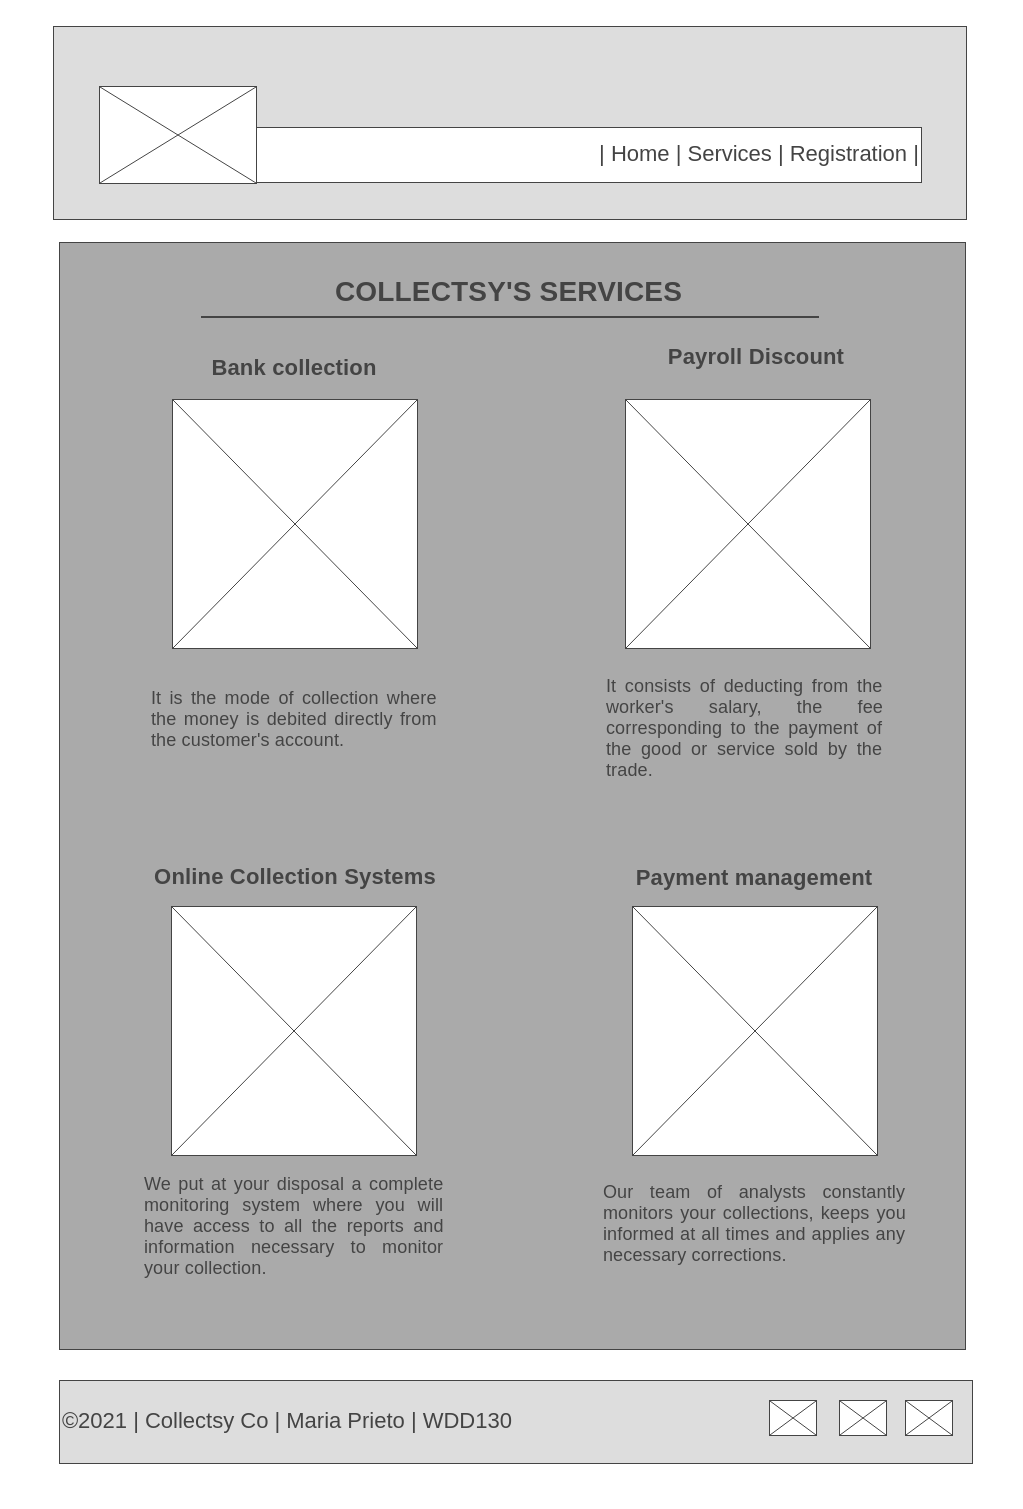 | Home | Services | Registration |
COLLECTSY'S SERVICES
Bank collection
It is the mode of collection where
the money is debited directly from
the customer's account.
Payroll Discount
It consists of deducting from the
worker's salary, the fee
corresponding to the payment of
the good or service sold by the
trade.
Online Collection Systems
We put at your disposal a complete
monitoring system where you will
have access to all the reports and
information necessary to monitor
your collection.
Payment management
Our team of analysts constantly
monitors your collections, keeps you
informed at all times and applies any
necessary corrections.
©2021 | Collectsy Co | Maria Prieto | WDD130